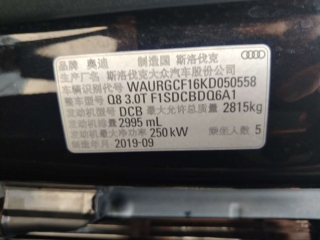 品牌 奥迪 制造国 斯洛伐克
生产厂名 斯洛伐克大众汽车股份公司
车辆识别代号 WAURGCF16KD050558
整车型号 Q8 3.0T F1SDCBDQ6A1
发动机型号 DCB 最大允许总质量 2815kg
发动机排量 2995 mL
发动机最大净功率 250 kW 乘坐人数 5
制造年月 2019-09